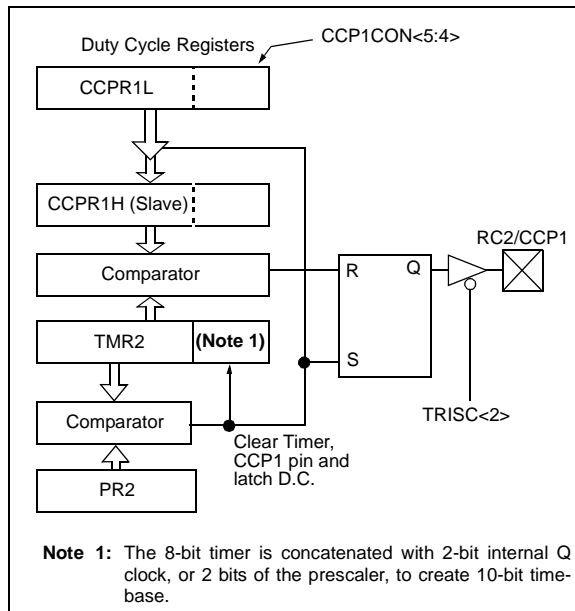 Duty Cycle Registers
CCP1CON<5:4>
CCPR1L
CCPR1H (Slave)
RC2/CCP1
Comparator
R
Q
TMR2
(Note 1)
S
Comparator
TRISC<2>
Clear Timer,
CCP1 pin and
latch D.C.
PR2
Note 1: The 8-bit timer is concatenated with 2-bit internal Q
clock, or 2 bits of the prescaler, to create 10-bit time-
base.